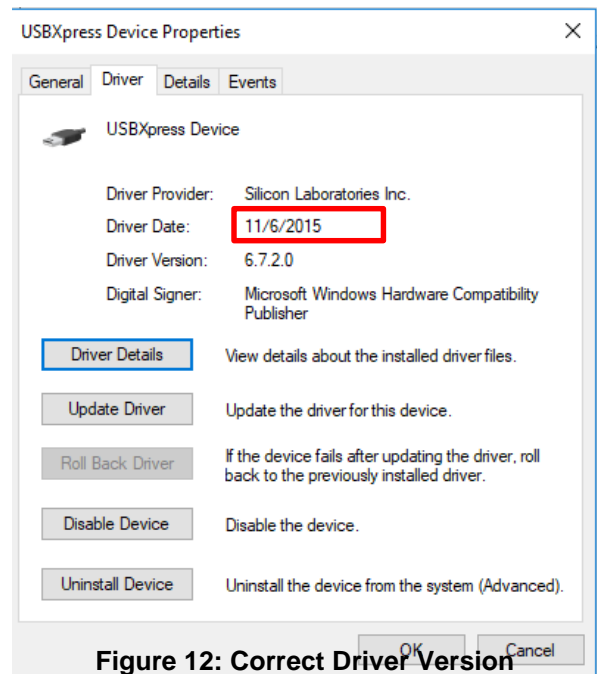 USBXpress Device Properties
General Driver Details Events
USBXpress Device
Driver Provider: Silicon Laboratories Inc.
Driver Date: 11/6/2015
Driver Version: 6.7.2.0
Digital Signer: Microsoft Windows Hardware Compatibility
Publisher
Driver Details View details about the installed driver files.
Update Driver Update the driver for this device.
Roll Back Driver If the device fails after updating the driver, roll
back to the previously installed driver.
Disable Device Disable the device.
Uninstall Device Uninstall the device from the system (Advanced).
OK Cancel
Figure 12: Correct Driver Version